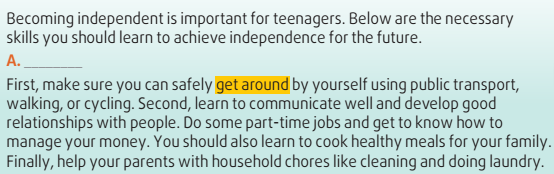 Becoming independent is important for teenagers. Below are the necessary
skills you should learn to achieve independence for the future.
A. ________
First, make sure you can safely get around by yourself using public transport,
walking, or cycling. Second, learn to communicate well and develop good
relationships with people. Do some part-time jobs and get to know how to
manage your money. You should also learn to cook healthy meals for your family.
Finally, help your parents with household chores like cleaning and doing laundry.